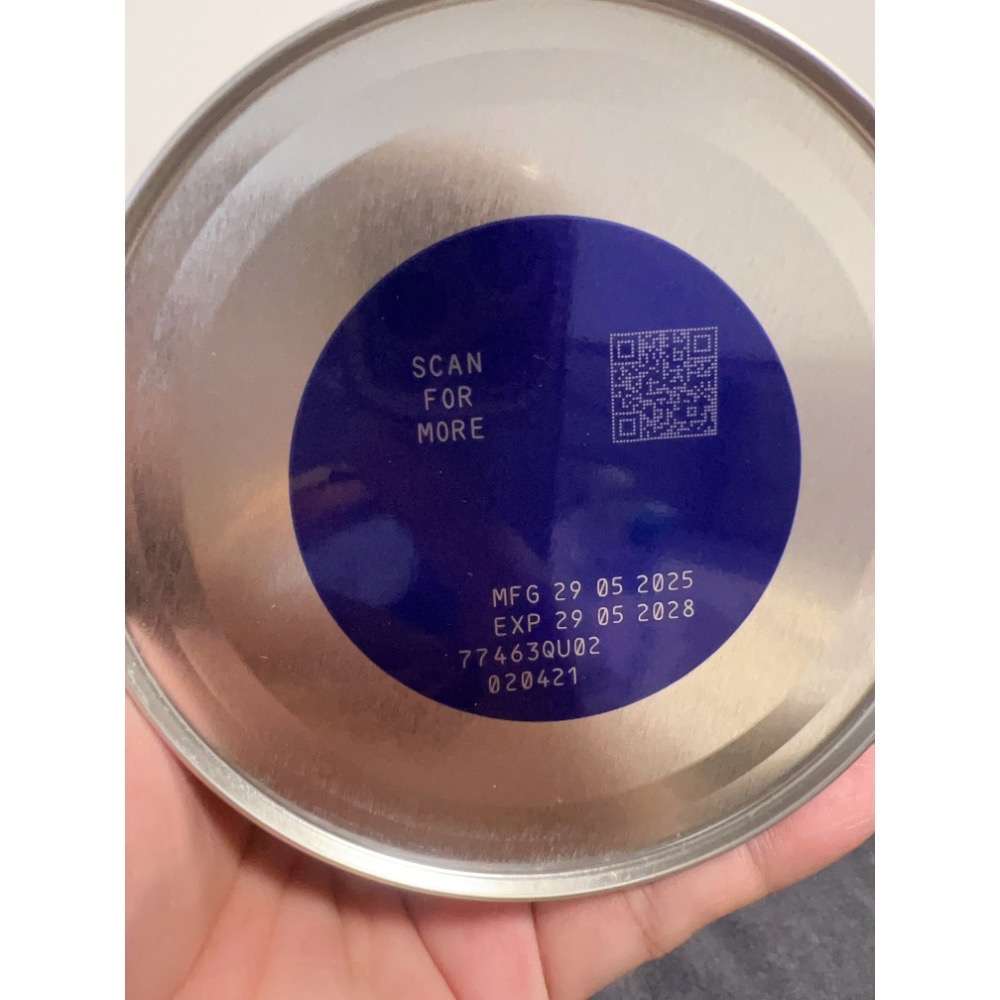 SCAN
FOR
MORE
MFG 29 05 2025
EXP 29 05 2028
77463QU02
020421